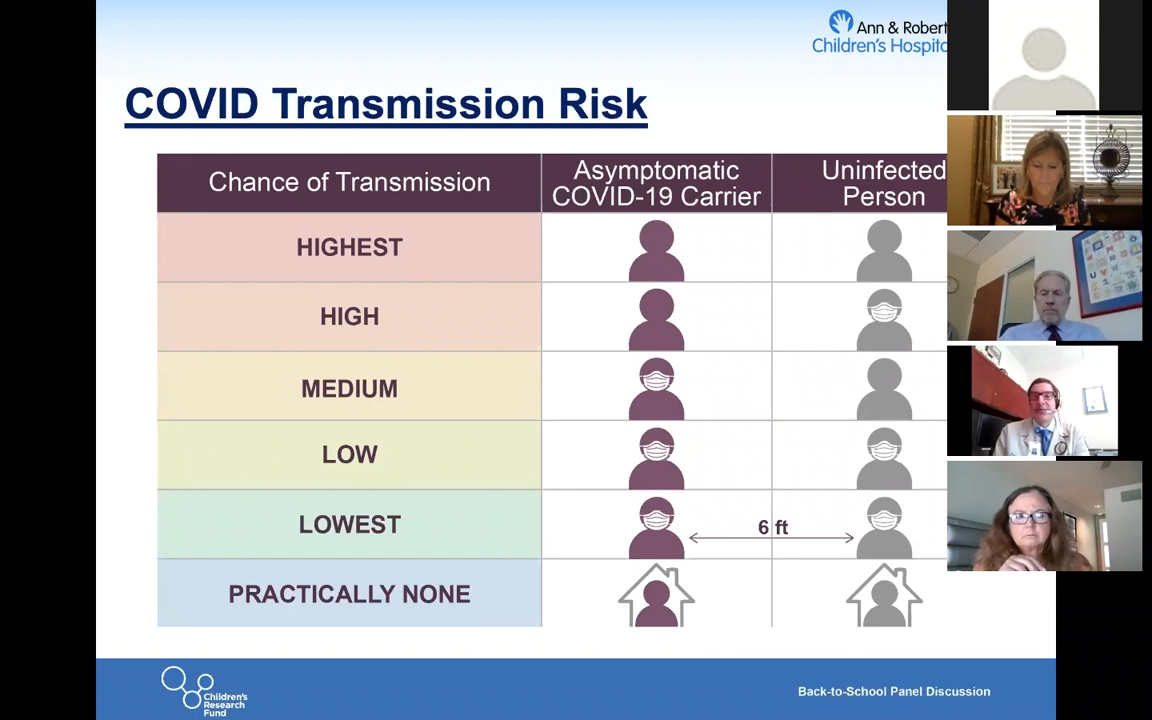 Ann & Robert
Children's Hospita
COVID Transmission Risk
Chance of Transmission
Asymptomatic
COVID-19 Carrier
Uninfected
Person
HIGHEST
HIGH
MEDIUM
LOW
LOWEST
6 ft
PRACTICALLY NONE
Children's
Research
Fund
Back-to-School Panel Discussion